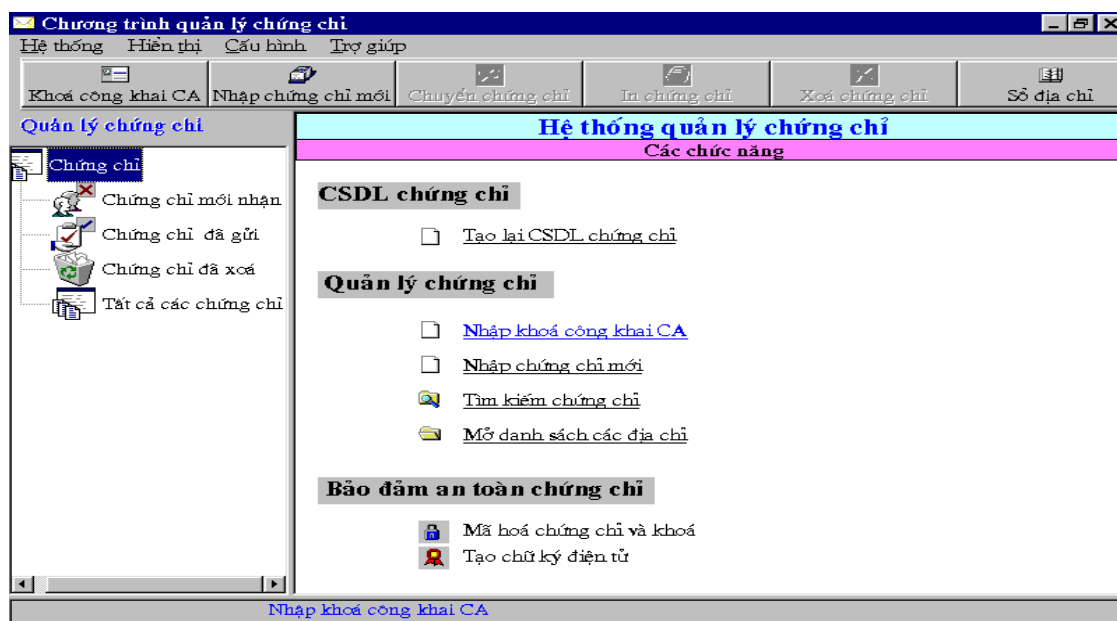 Chương trình quản lý chứng chỉ
Hệ thống Hiển thị Cấu hình Trợ giúp
Khoá công khai CA Nhập chứng chỉ mới Chuyển chứng chỉ In chứng chỉ Xoá chứng chỉ Sổ địa chỉ
Quản lý chứng chỉ
Chứng chỉ
Chứng chỉ mới nhận
Chứng chỉ đã gửi
Chứng chỉ đã xoá
Tất cả các chứng chỉ
Hệ thống quản lý chứng chỉ
Các chức năng
CSDL chứng chỉ
Tạo lại CSDL chứng chỉ
Quản lý chứng chỉ
Nhập khoá công khai CA
Nhập chứng chỉ mới
Tìm kiếm chứng chỉ
Mở danh sách các địa chỉ
Bảo đảm an toàn chứng chỉ
Mã hoá chứng chỉ và khoá
Tạo chữ ký điện tử
Nhập khoá công khai CA